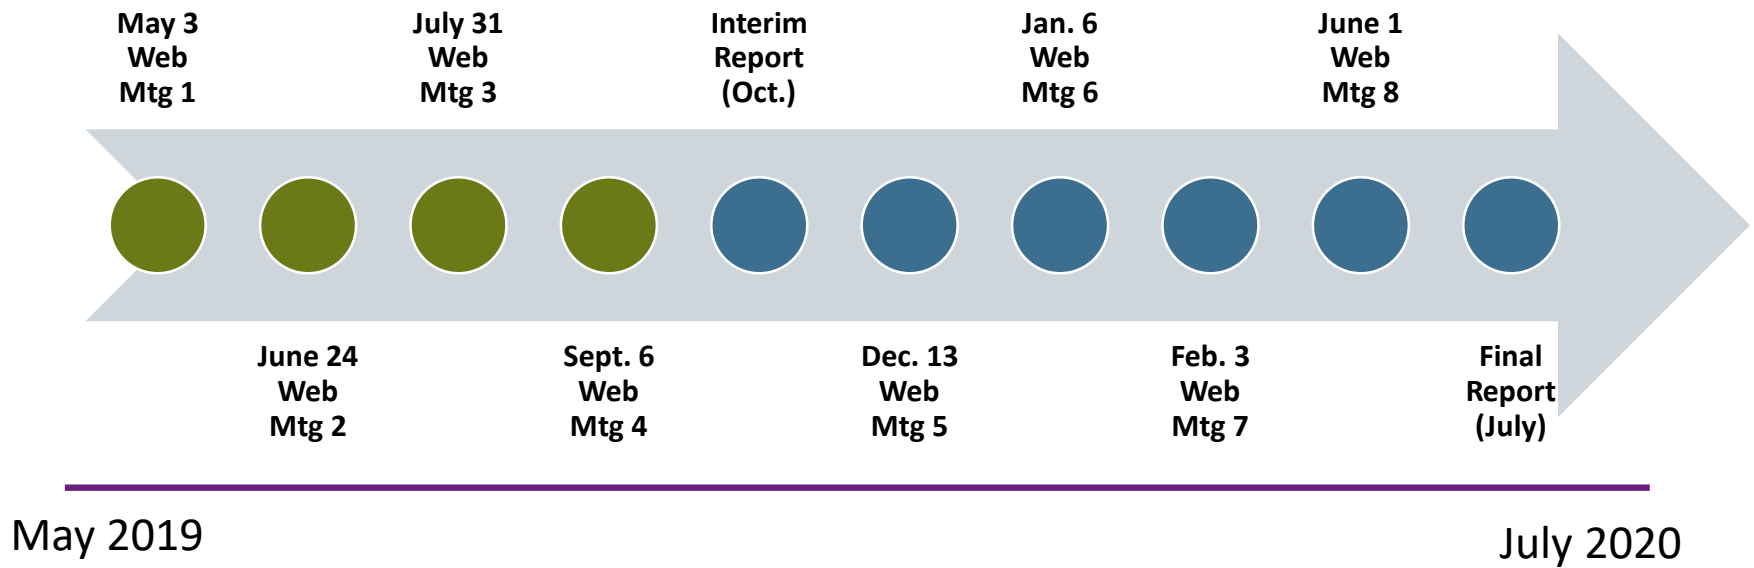 May 3
Web
Mtg 1
July 31
Web
Mtg 3
Interim
Report
(Oct.)
Jan. 6
Web
Mtg 6
June 1
Web
Mtg 8
June 24
Web
Mtg 2
Sept. 6
Web
Mtg 4
Dec. 13
Web
Mtg 5
Feb. 3
Web
Mtg 7
Final
Report
(July)
May 2019
July 2020